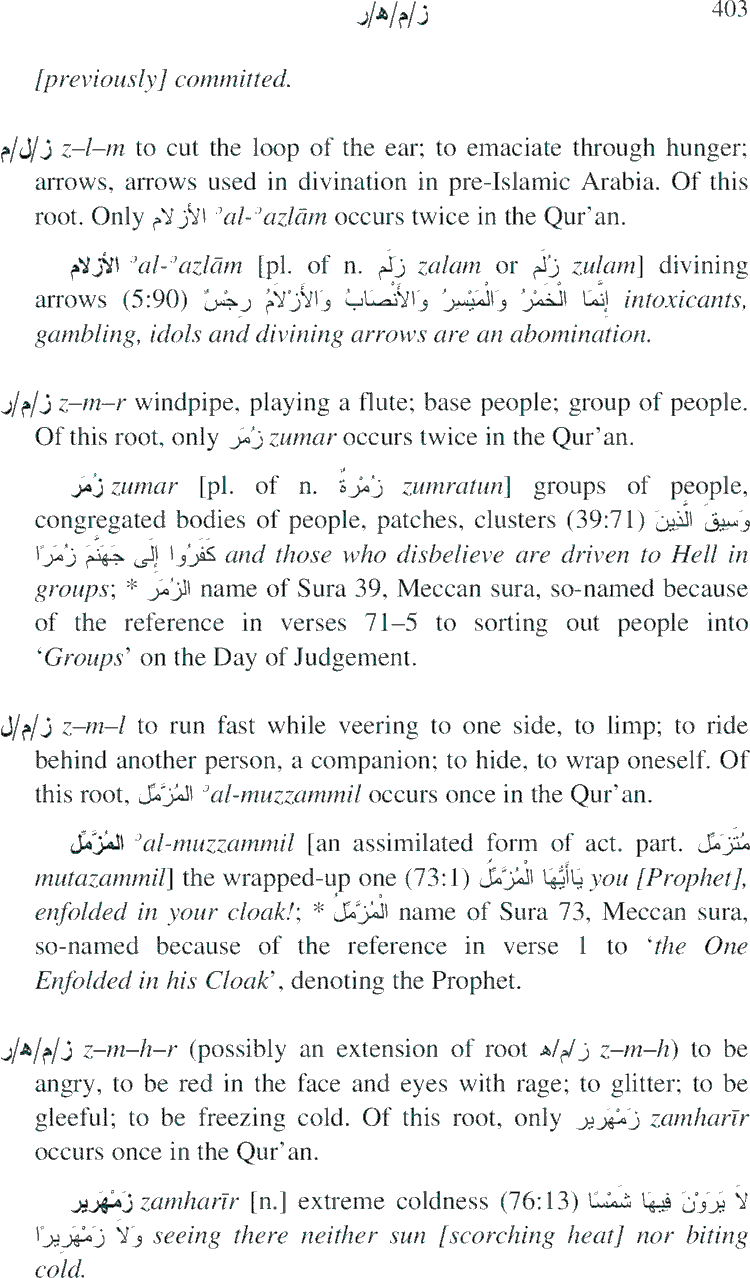 ز/م/ھ/ر 403
[previously] committed.
ز/ل/م z–l–m to cut the loop of the ear; to emaciate through hunger;
arrows, arrows used in divination in pre-Islamic Arabia. Of this
root. Only الأزلام ʾal-ʾazlām occurs twice in the Qur’an.
الأزلام ʾal-ʾazlām [pl. of n. زَلَم zalam or زُلَم zulam] divining
arrows (5:90) إِنَّمَا الْخَمْرُ وَالْمَيْسِرُ وَالأَنْصَابُ وَالأَزْلاَمُ رِجْسٌ intoxicants,
gambling, idols and divining arrows are an abomination.
ز/م/ر z–m–r windpipe, playing a flute; base people; group of people.
Of this root, only زُمَر zumar occurs twice in the Qur’an.
زُمَر zumar [pl. of n. زُمْرَةٌ zumratun] groups of people,
congregated bodies of people, patches, clusters (39:71) وَسِيقَ الَّذِينَ
كَفَرُوا إِلَى جَهَنَّمَ زُمَرًا and those who disbelieve are driven to Hell in
groups; * الزُمَر name of Sura 39, Meccan sura, so-named because
of the reference in verses 71–5 to sorting out people into
‘Groups’ on the Day of Judgement.
ز/م/ل z–m–l to run fast while veering to one side, to limp; to ride
behind another person, a companion; to hide, to wrap oneself. Of
this root, المُزَّمِّل ʾal-muzzammil occurs once in the Qur’an.
المُزَّمِّل ʾal-muzzammil [an assimilated form of act. part. مُتَزَمِّل
mutazammil] the wrapped-up one (73:1) يَاأَيُّهَا الْمُزَّمِّلُ you [Prophet],
enfolded in your cloak!; * الْمُزَّمِّلُ name of Sura 73, Meccan sura,
so-named because of the reference in verse 1 to ‘the One
Enfolded in his Cloak’, denoting the Prophet.
ز/م/ھ/ر z–m–h–r (possibly an extension of root ز/م/ھ z–m–h) to be
angry, to be red in the face and eyes with rage; to glitter; to be
gleeful; to be freezing cold. Of this root, only زَمْهَرِير zamharīr
occurs once in the Qur’an.
زَمْهَرِير zamharīr [n.] extreme coldness (76:13) لاَ يَرَوْنَ فِيهَا شَمْسًا
وَلاَ زَمْهَرِيرًا seeing there neither sun [scorching heat] nor biting
cold.